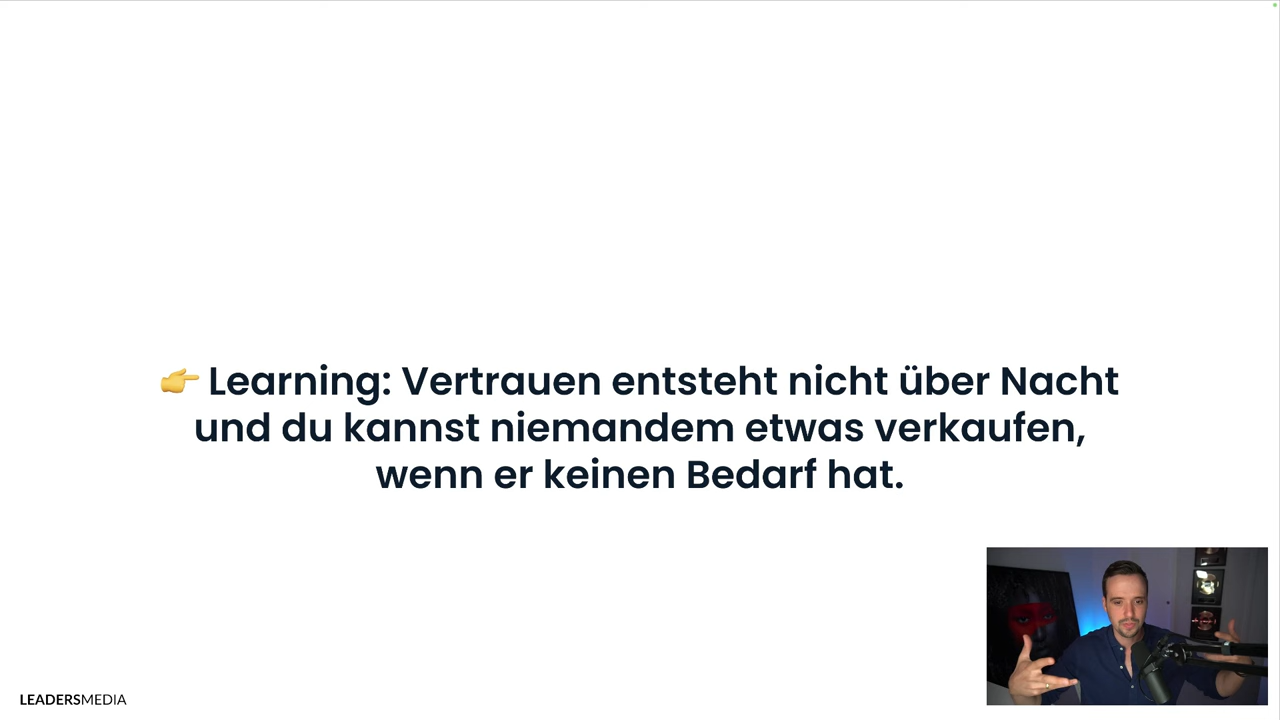 👉 Learning: Vertrauen entsteht nicht über Nacht
und du kannst niemandem etwas verkaufen,
wenn er keinen Bedarf hat.
LEADERSMEDIA